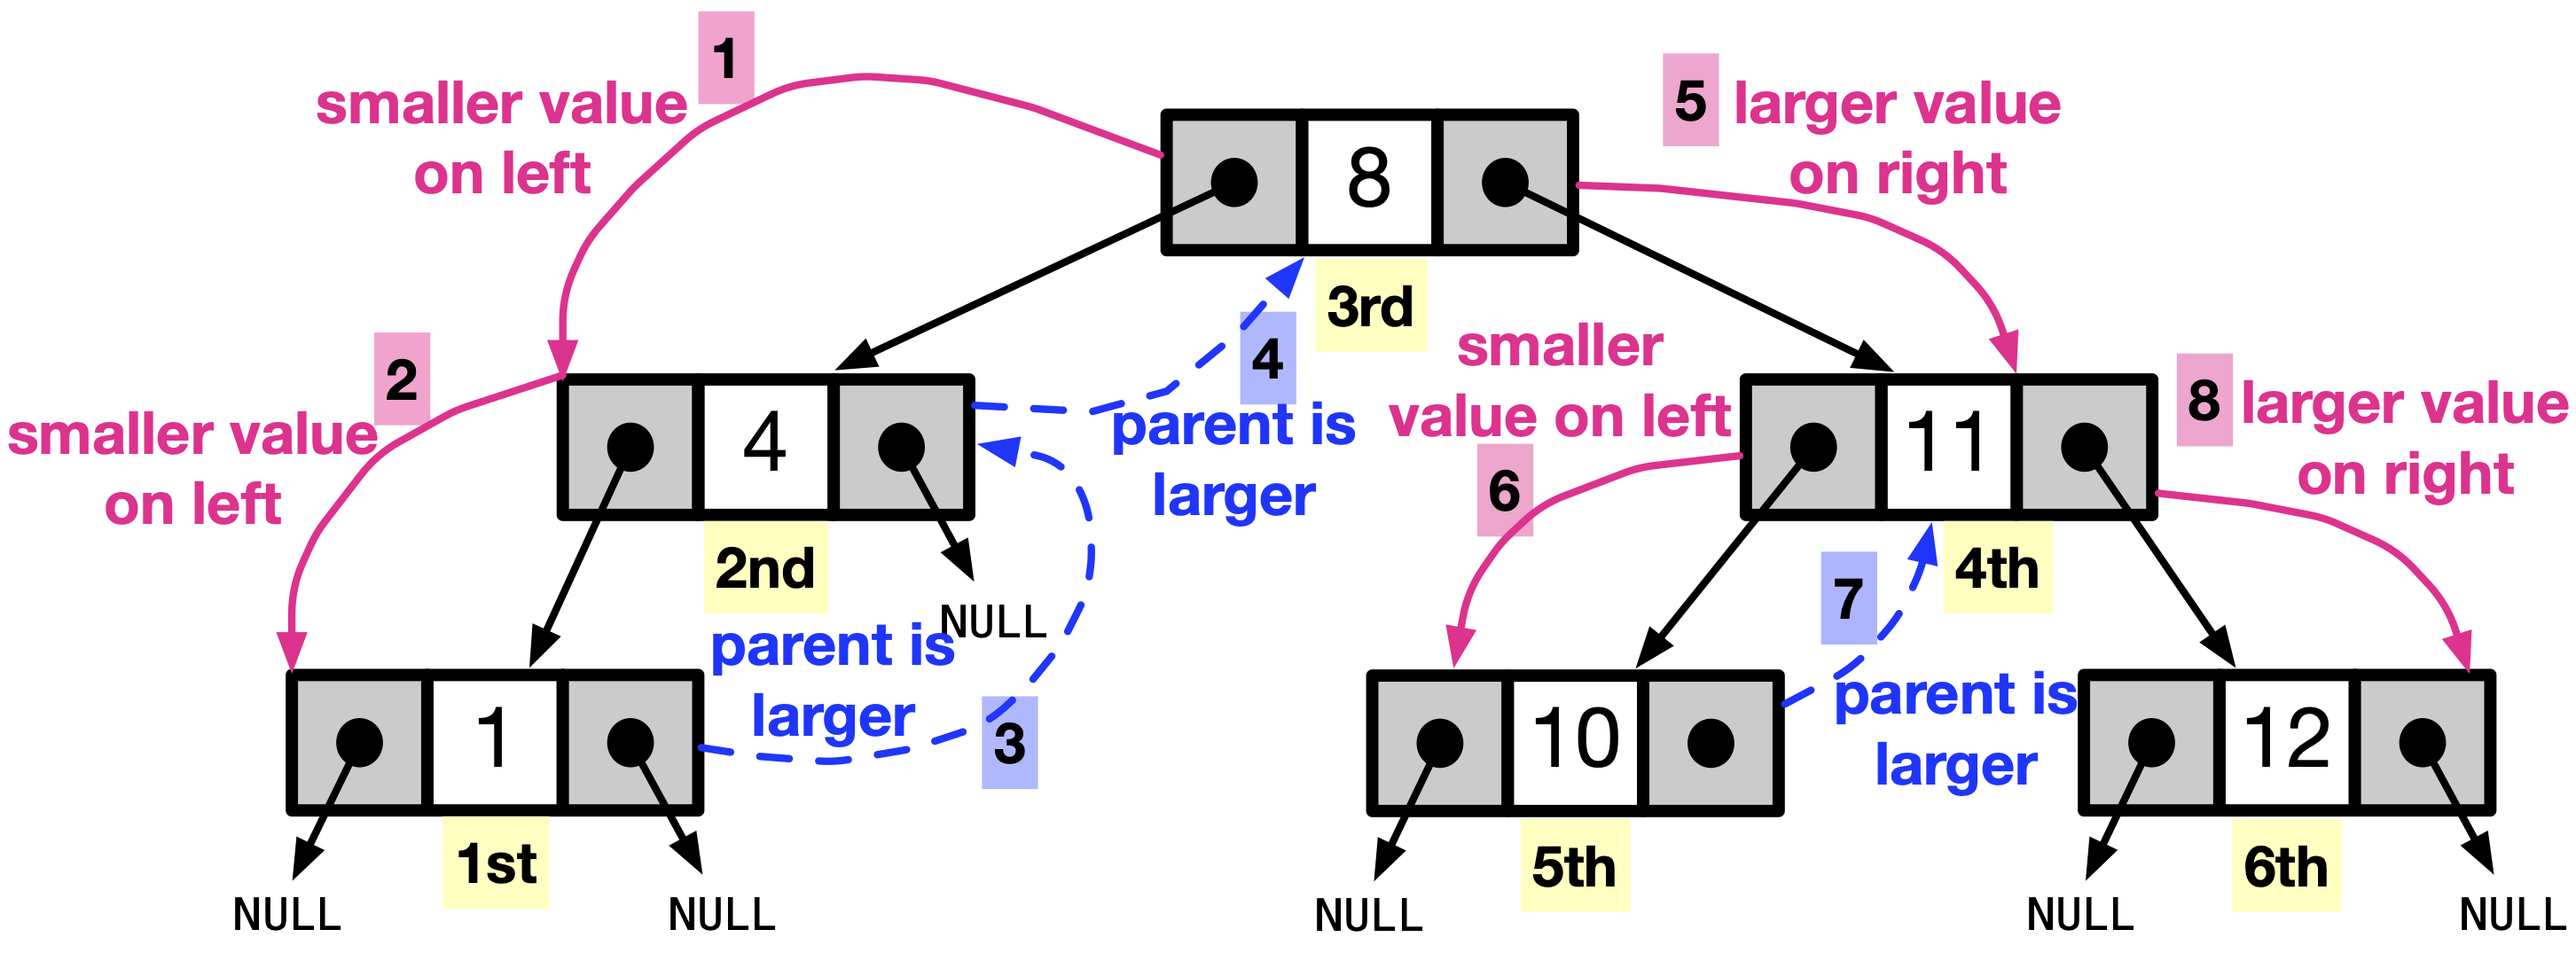 1
smaller value
on left
8
3rd
5
larger value
on right
2
smaller value
on left
4
2nd
NULL
4
parent is
larger
smaller
value on left
6
11
4th
8
larger value
on right
1
1st
NULL
NULL
parent is
larger
3
10
5th
NULL
7
parent is
larger
12
6th
NULL
NULL